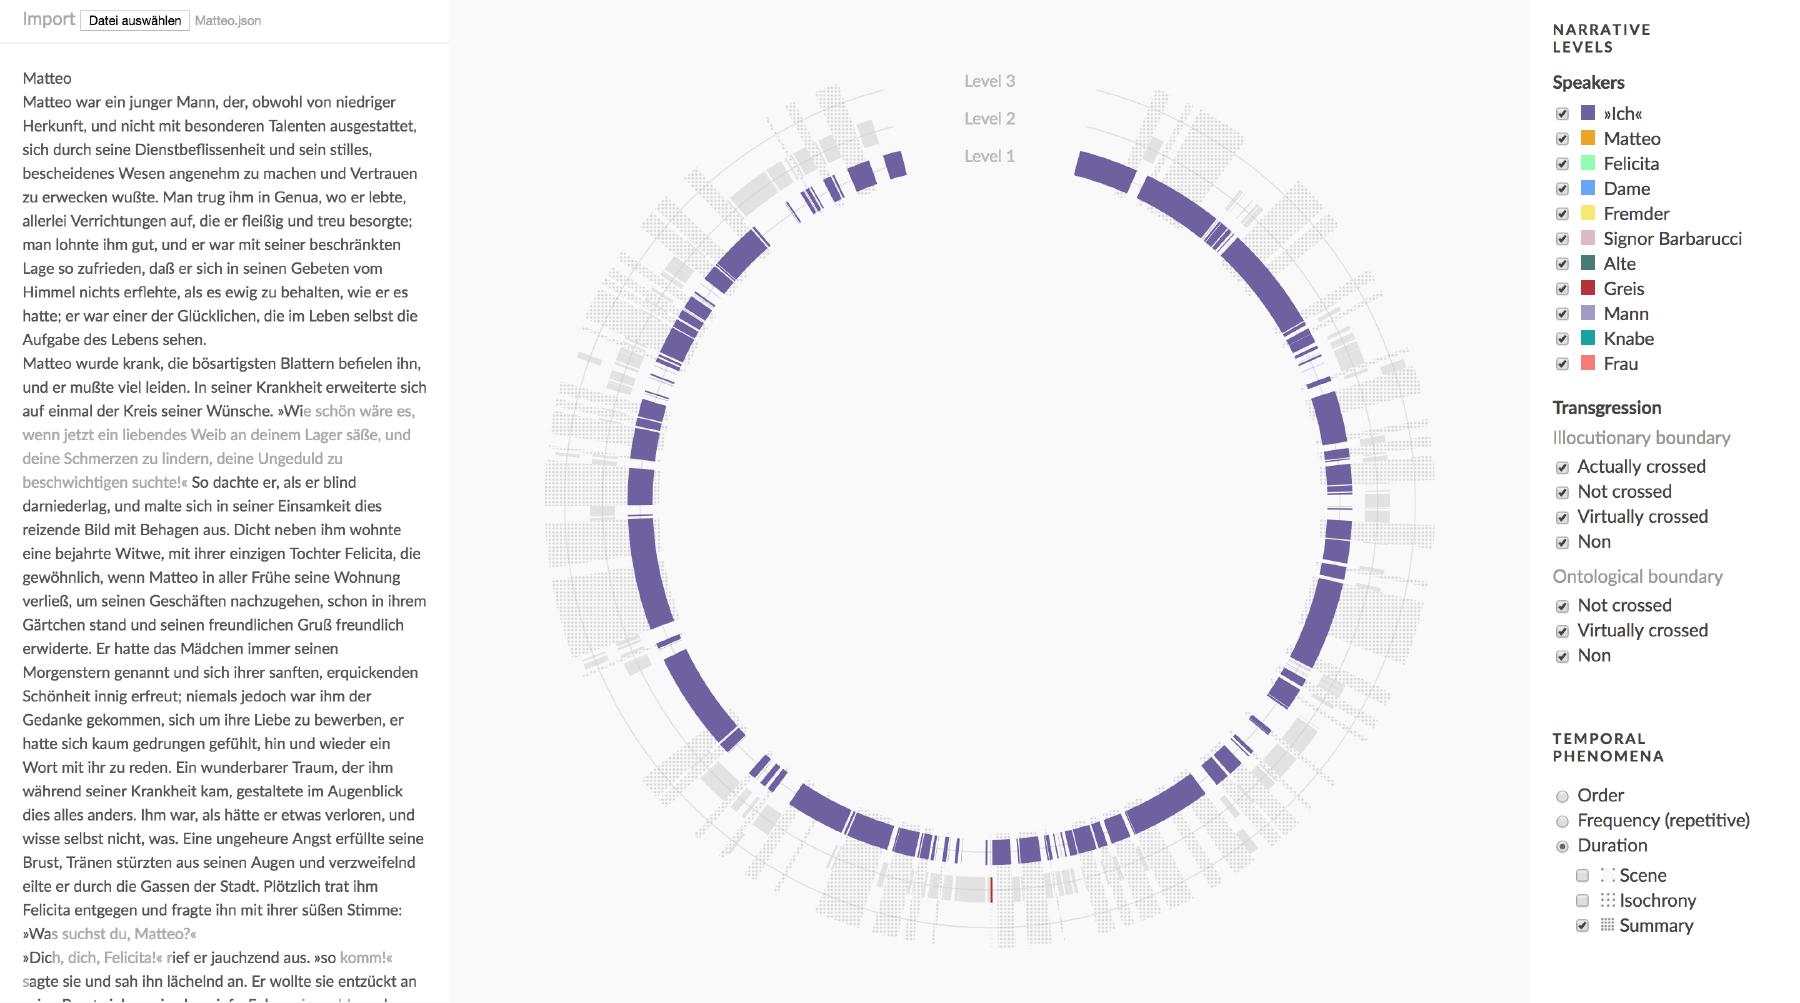 Import Datei auswählen Matteo.json
Matteo
Matteo war ein junger Mann, der, obwohl von niedriger
Herkunft, und nicht mit besonderen Talenten ausgestattet,
sich durch seine Dienstbeflissenheit und sein stilles,
bescheidenes Wesen angenehm zu machen und Vertrauen
zu erwecken wußte. Man trug ihm in Genua, wo er lebte,
allerlei Verrichtungen auf, die er fleißig und treu besorgte;
man lohnte ihm gut, und er war mit seiner beschränkten
Lage so zufrieden, daß er sich in seinen Gebeten vom
Himmel nichts erflehte, als es ewig zu behalten, wie er es
hatte; er war einer der Glücklichen, die im Leben selbst die
Aufgabe des Lebens sehen.
Matteo wurde krank, die bösartigsten Blattern befielen ihn,
und er mußte viel leiden. In seiner Krankheit erweiterte sich
auf einmal der Kreis seiner Wünsche. »Wie schön wäre es,
wenn jetzt ein liebendes Weib an deinem Lager säße, und
deine Schmerzen zu lindern, deine Ungeduld zu
beschwichtigen suchte!« So dachte er, als er blind
darniederlag, und malte sich in seiner Einsamkeit dies
reizende Bild mit Behagen aus. Dicht neben ihm wohnte
eine bejahrte Witwe, mit ihrer einzigen Tochter Felicita, die
gewöhnlich, wenn Matteo in aller Frühe seine Wohnung
verließ, um seinen Geschäften nachzugehen, schon in ihrem
Gärtchen stand und seinen freundlichen Gruß freundlich
erwiderte. Er hatte das Mädchen immer seinen
Morgenstern genannt und sich ihrer sanften, erquickenden
Schönheit innig erfreut; niemals jedoch war ihm der
Gedanke gekommen, sich um ihre Liebe zu bewerben, er
hatte sich kaum gedrungen gefühlt, hin und wieder ein
Wort mit ihr zu reden. Ein wunderbarer Traum, der ihm
während seiner Krankheit kam, gestaltete im Augenblick
dies alles anders. Ihm war, als hätte er etwas verloren, und
wisse selbst nicht, was. Eine ungeheure Angst erfüllte seine
Brust, Tränen stürzten aus seinen Augen und verzweifelnd
eilte er durch die Gassen der Stadt. Plötzlich trat ihm
Felicita entgegen und fragte ihn mit ihrer süßen Stimme:
»Was suchst du, Matteo?«
»Dich, dich, Felicita!« rief er jauchzend aus. »so komm!«
sagte sie und sah ihn lächelnd an. Er wollte sie entzückt an
Level 3
Level 2
Level 1
NARRATIVE
LEVELS
Speakers
»Ich«
Matteo
Felicita
Dame
Fremder
Signor Barbarucci
Alte
Greis
Mann
Knabe
Frau
Transgression
Illocutionary boundary
Actually crossed
Not crossed
Virtually crossed
Non
Ontological boundary
Not crossed
Virtually crossed
Non
TEMPORAL
PHENOMENA
Order
Frequency (repetitive)
Duration
Scene
Isochrony
Summary